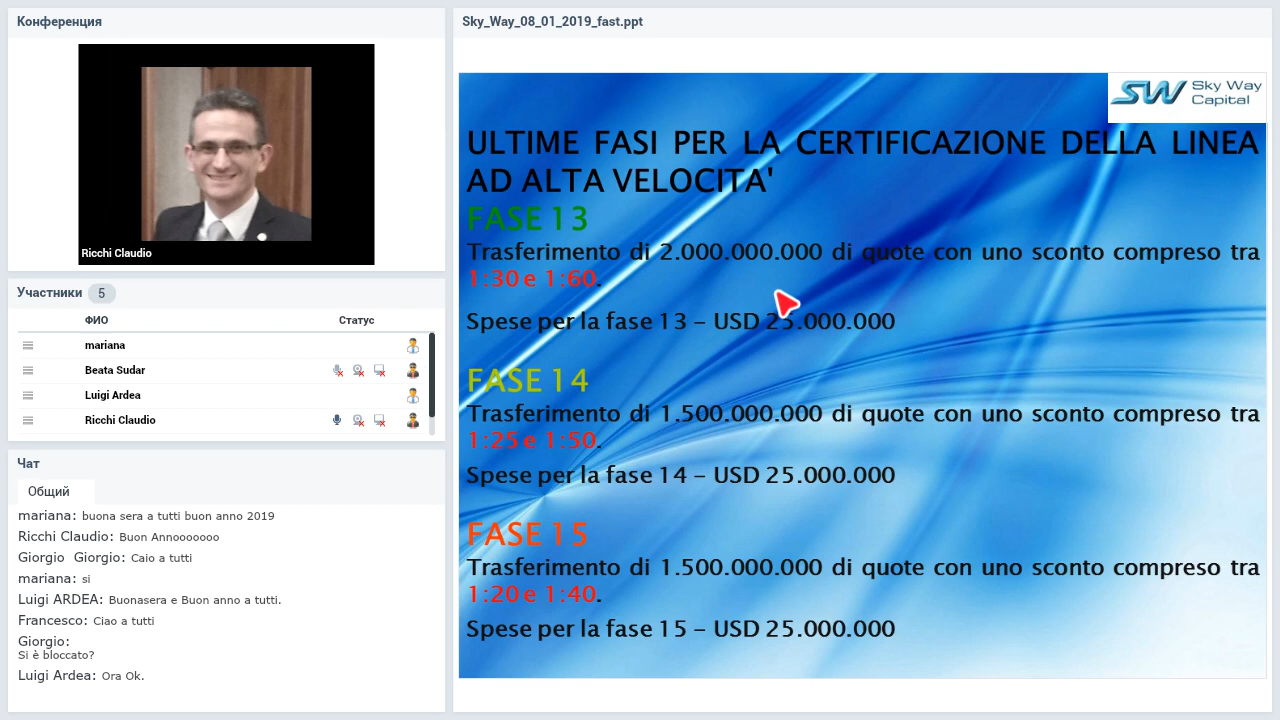 Конференция
Ricchi Claudio
Участники 5
ФИО Статус
mariana
Beata Sudar
Luigi Ardea
Ricchi Claudio
Чат
Общий
mariana: buona sera a tutti buon anno 2019
Ricchi Claudio: Buon Annooooooo
Giorgio Giorgio: Caio a tutti
mariana: si
Luigi ARDEA: Buonasera e Buon anno a tutti.
Francesco: Ciao a tutti
Giorgio:
Si è bloccato?
Luigi Ardea: Ora Ok.
Sky_Way_08_01_2019_fast.ppt
SW Sky Way
Capital
ULTIME FASI PER LA CERTIFICAZIONE DELLA LINEA
AD ALTA VELOCITA'
FASE 13
Trasferimento di 2.000.000.000 di quote con uno sconto compreso tra
1:30 e 1:60.
Spese per la fase 13 – USD 25.000.000
FASE 14
Trasferimento di 1.500.000.000 di quote con uno sconto compreso tra
1:25 e 1:50.
Spese per la fase 14 – USD 25.000.000
FASE 15
Trasferimento di 1.500.000.000 di quote con uno sconto compreso tra
1:20 e 1:40.
Spese per la fase 15 – USD 25.000.000